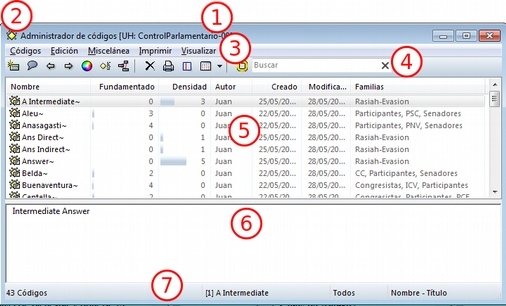 1
2
Administrador de códigos [UH: ControlParlamentario-00]
Códigos Edición Miscelánea Imprimir Visualizar
3
Buscar
4
Nombre Fundamentado Densidad Autor Creado Modifica... Familias
A Intermediate~ 0 3 Juan 25/05/20... 28/05/20... Rasiah-Evasion
Aleu~ 3 0 Juan 22/05/20... 28/05/20... Participantes, PSC, Senadores
Anasagasti~ 4 0 Juan 22/05/20... 28/05/20... Participantes, PNV, Senadores
Ans Direct~ 0 1 Juan 25/05/20... 28/05/20... Rasiah-Evasion
5
Ans Indirect~ 0 1 Juan 25/05/20... 28/05/20... Rasiah-Evasion
Answer~ 0 5 Juan 25/05/20... 28/05/20... Rasiah-Evasion
Belda~ 2 0 Juan 22/05/20... 28/05/20... CC, Participantes, Senadores
Buenaventura~ 4 0 Juan 22/05/20... 28/05/20... Congresistas, ICV, Participantes
Centella~ 2 0 Juan 22/05/20... 28/05/20... Congresistas, Participantes, PCE
Intermediate Answer
6
7
43 Códigos [1] A Intermediate Todos Nombre - Título